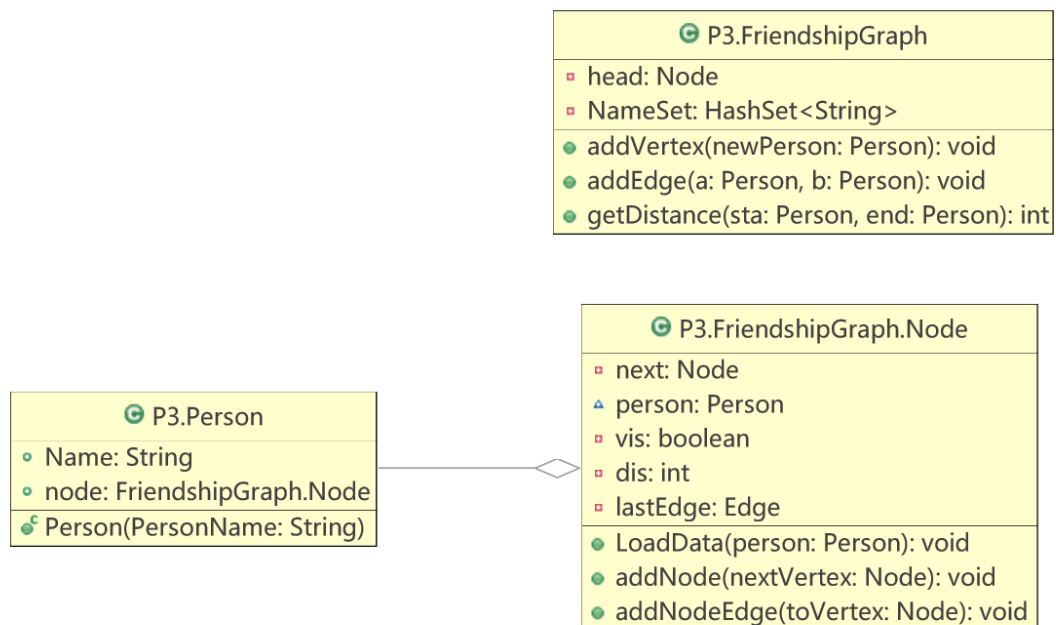 P3.FriendshipGraph
head: Node
NameSet: HashSet<String>
addVertex(newPerson: Person): void
addEdge(a: Person, b: Person): void
getDistance(sta: Person, end: Person): int
P3.FriendshipGraph.Node
next: Node
person: Person
vis: boolean
dis: int
lastEdge: Edge
LoadData(person: Person): void
addNode(nextVertex: Node): void
addNodeEdge(toVertex: Node): void
P3.Person
Name: String
node: FriendshipGraph.Node
Person(PersonName: String)